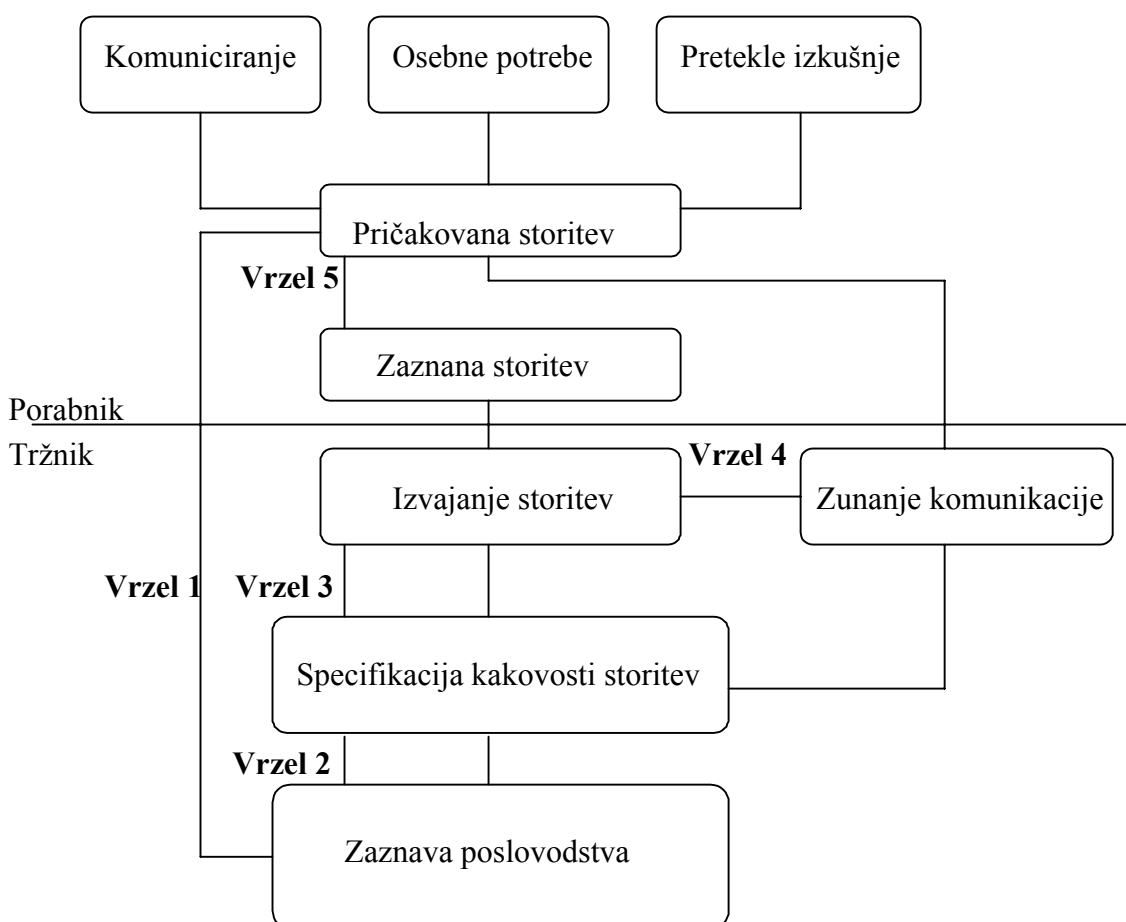 Komuniciranje
Osebne potrebe
Pretekle izkušnje
Pričakovana storitev
Vrzel 5
Zaznana storitev
Porabnik
Tržnik
Vrzel 4
Izvajanje storitev
Zunanje komunikacije
Vrzel 1
Vrzel 3
Specifikacija kakovosti storitev
Vrzel 2
Zaznava poslovodstva